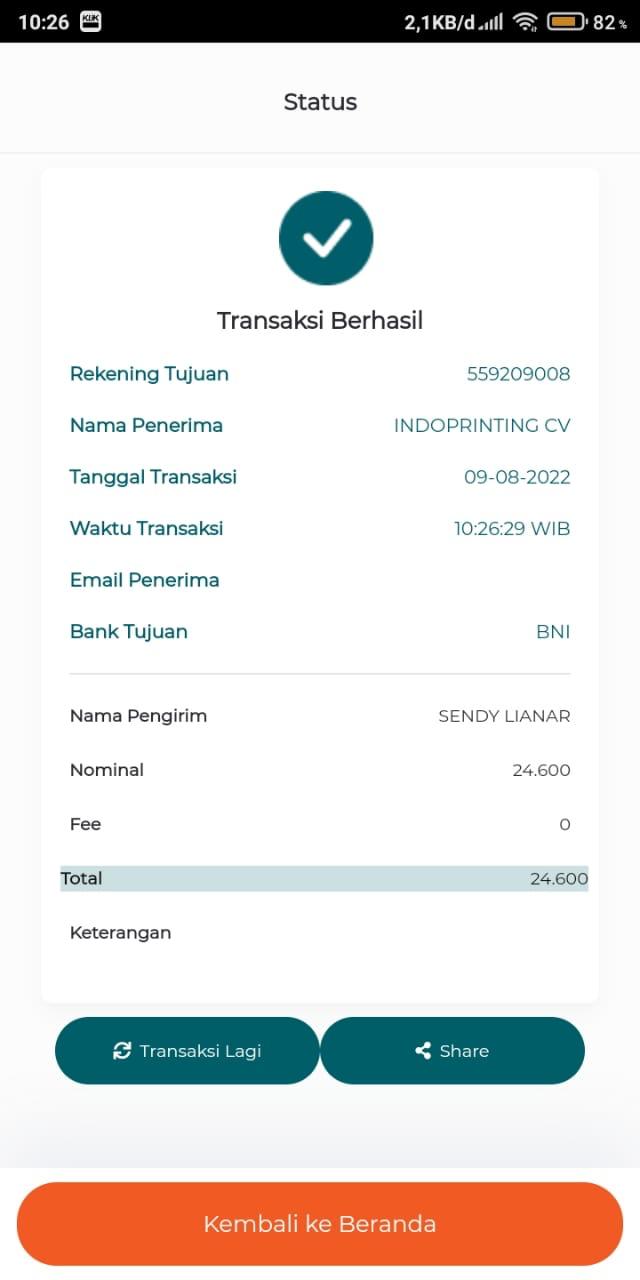 10:26 KliK 2,1KB/d 82%
Status
Transaksi Berhasil
Rekening Tujuan 559209008
Nama Penerima INDOPRINTING CV
Tanggal Transaksi 09-08-2022
Waktu Transaksi 10:26:29 WIB
Email Penerima
Bank Tujuan BNI
Nama Pengirim SENDY LIANAR
Nominal 24.600
Fee 0
Total 24.600
Keterangan
Transaksi Lagi Share
Kembali ke Beranda